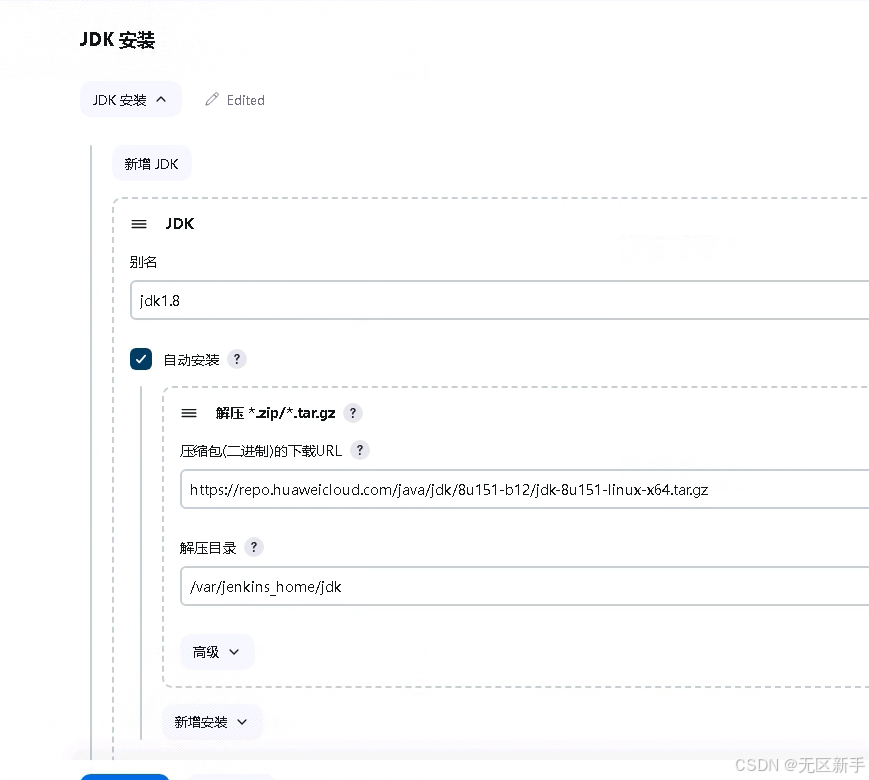 JDK 安装
JDK 安装
Edited
新增 JDK
JDK
别名
jdk1.8
自动安装 ?
解压 *.zip/*.tar.gz ?
压缩包(二进制)的下载URL ?
https://repo.huaweicloud.com/java/jdk/8u151-b12/jdk-8u151-linux-x64.tar.gz
解压目录 ?
/var/jenkins_home/jdk
高级
新增安装
CSDN @无区新手